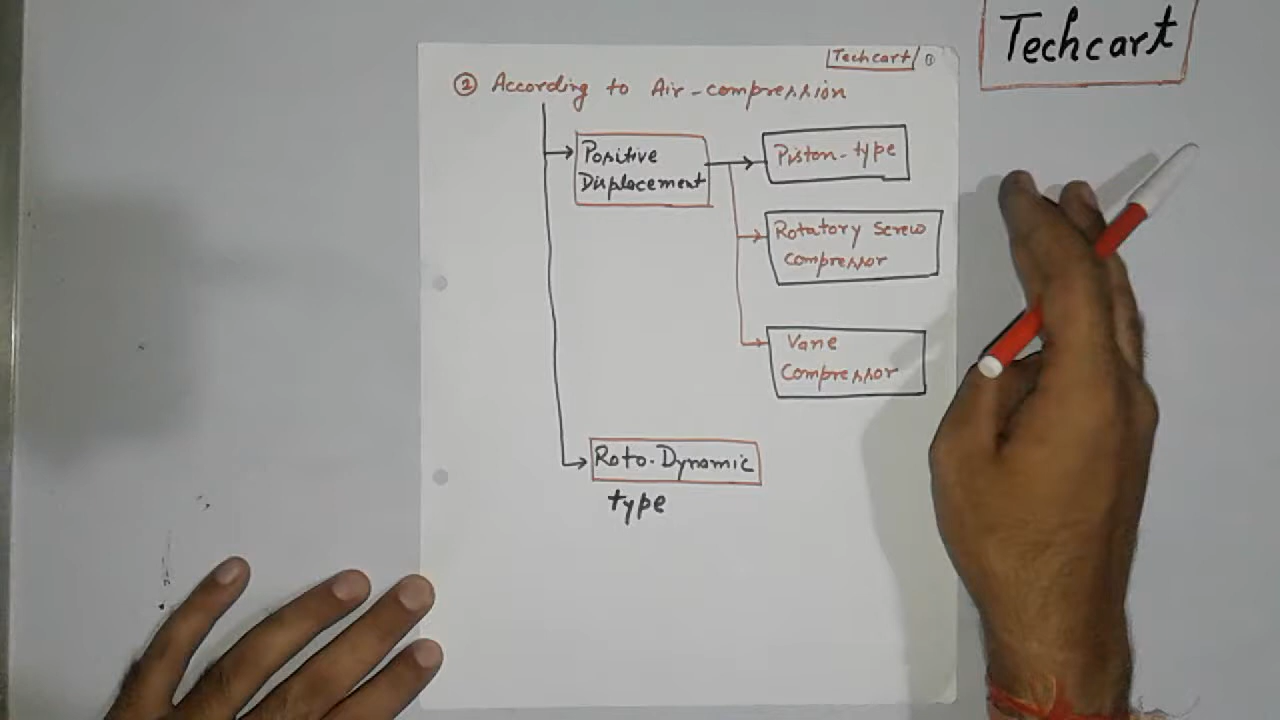 Techcart
Techcart/①
② According to Air-compression
Positive
Displacement
Piston-type
Rotatory Screw
compressor
Vane
Compressor
Roto-Dynamic
type